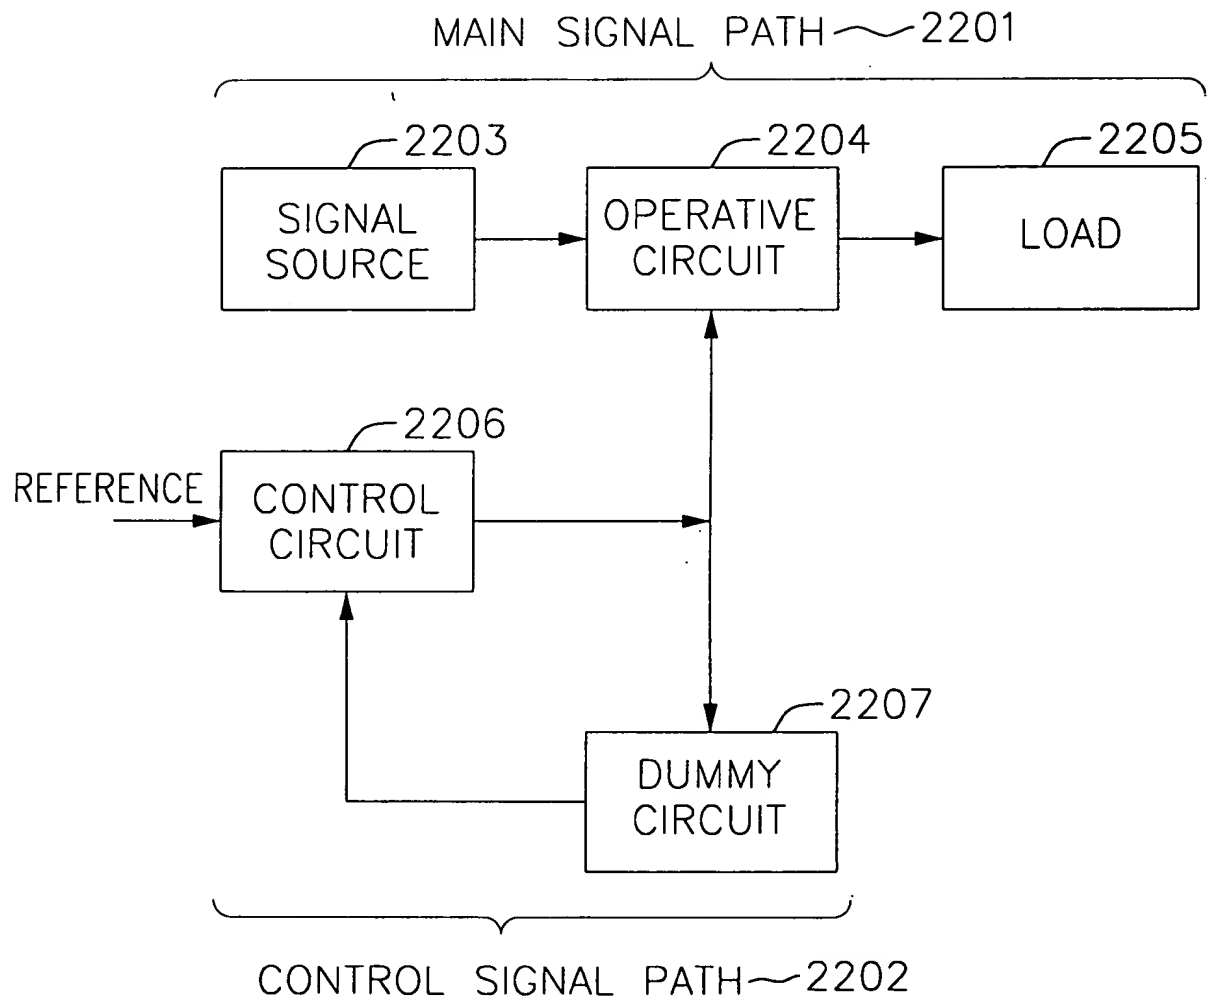 MAIN SIGNAL PATH 2201
2203
2204
2205
SIGNAL
SOURCE
OPERATIVE
CIRCUIT
LOAD
2206
REFERENCE
CONTROL
CIRCUIT
2207
DUMMY
CIRCUIT
CONTROL SIGNAL PATH 2202